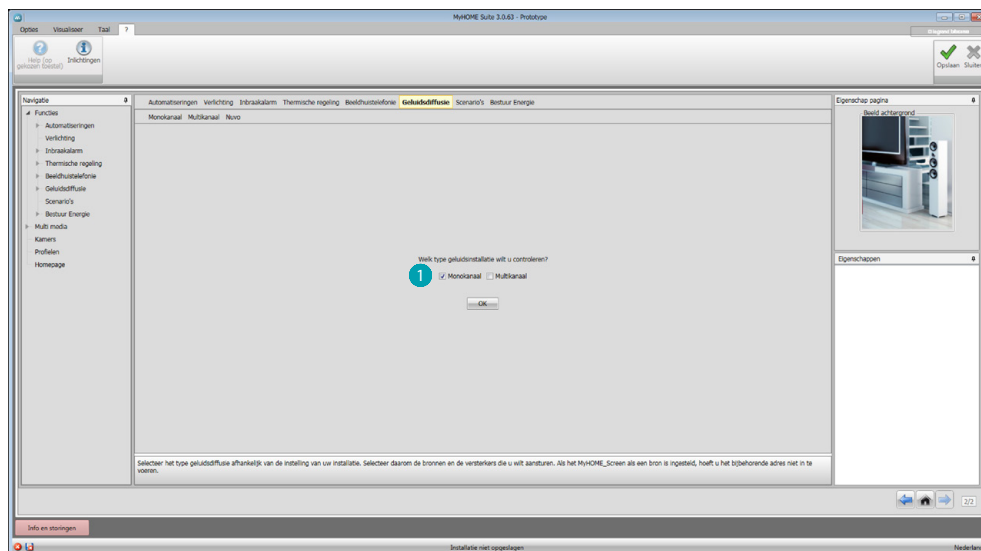 MyHOME Suite 3.0.63 - Prototype
Opties Visualiseer Taal ?
Help (op gekozen toestel)
Inlichtingen
Opslaan Sluiten
Navigatie
Functies
Automatiseringen
Verlichting
Inbraakalarm
Thermische regeling
Beeldhuistelefonie
Geluidsdiffusie
Scenario's
Bestuur Energie
Multi media
Kamers
Profielen
Homepage
Automatiseringen Verlichting Inbraakalarm Thermische regeling Beeldhuistelefonie Geluidsdiffusie Scenario's Bestuur Energie
Monokanaal Multikanaal Nuvo
Welk type geluidsinstallatie wilt u controleren?
1 Monokanaal Multikanaal
OK
Selecteer het type geluidsdiffusie afhankelijk van de instelling van uw installatie. Selecteer daarom de bronnen en de versterkers die u wilt aansturen. Als het MyHOME_Screen als een bron is ingesteld, hoeft u het bijbehorende adres niet in te
voeren.
Eigenschap pagina
Beeld achtergrond
Eigenschappen
2/2
Info en storingen
Installatie niet opgeslagen
Nederlan